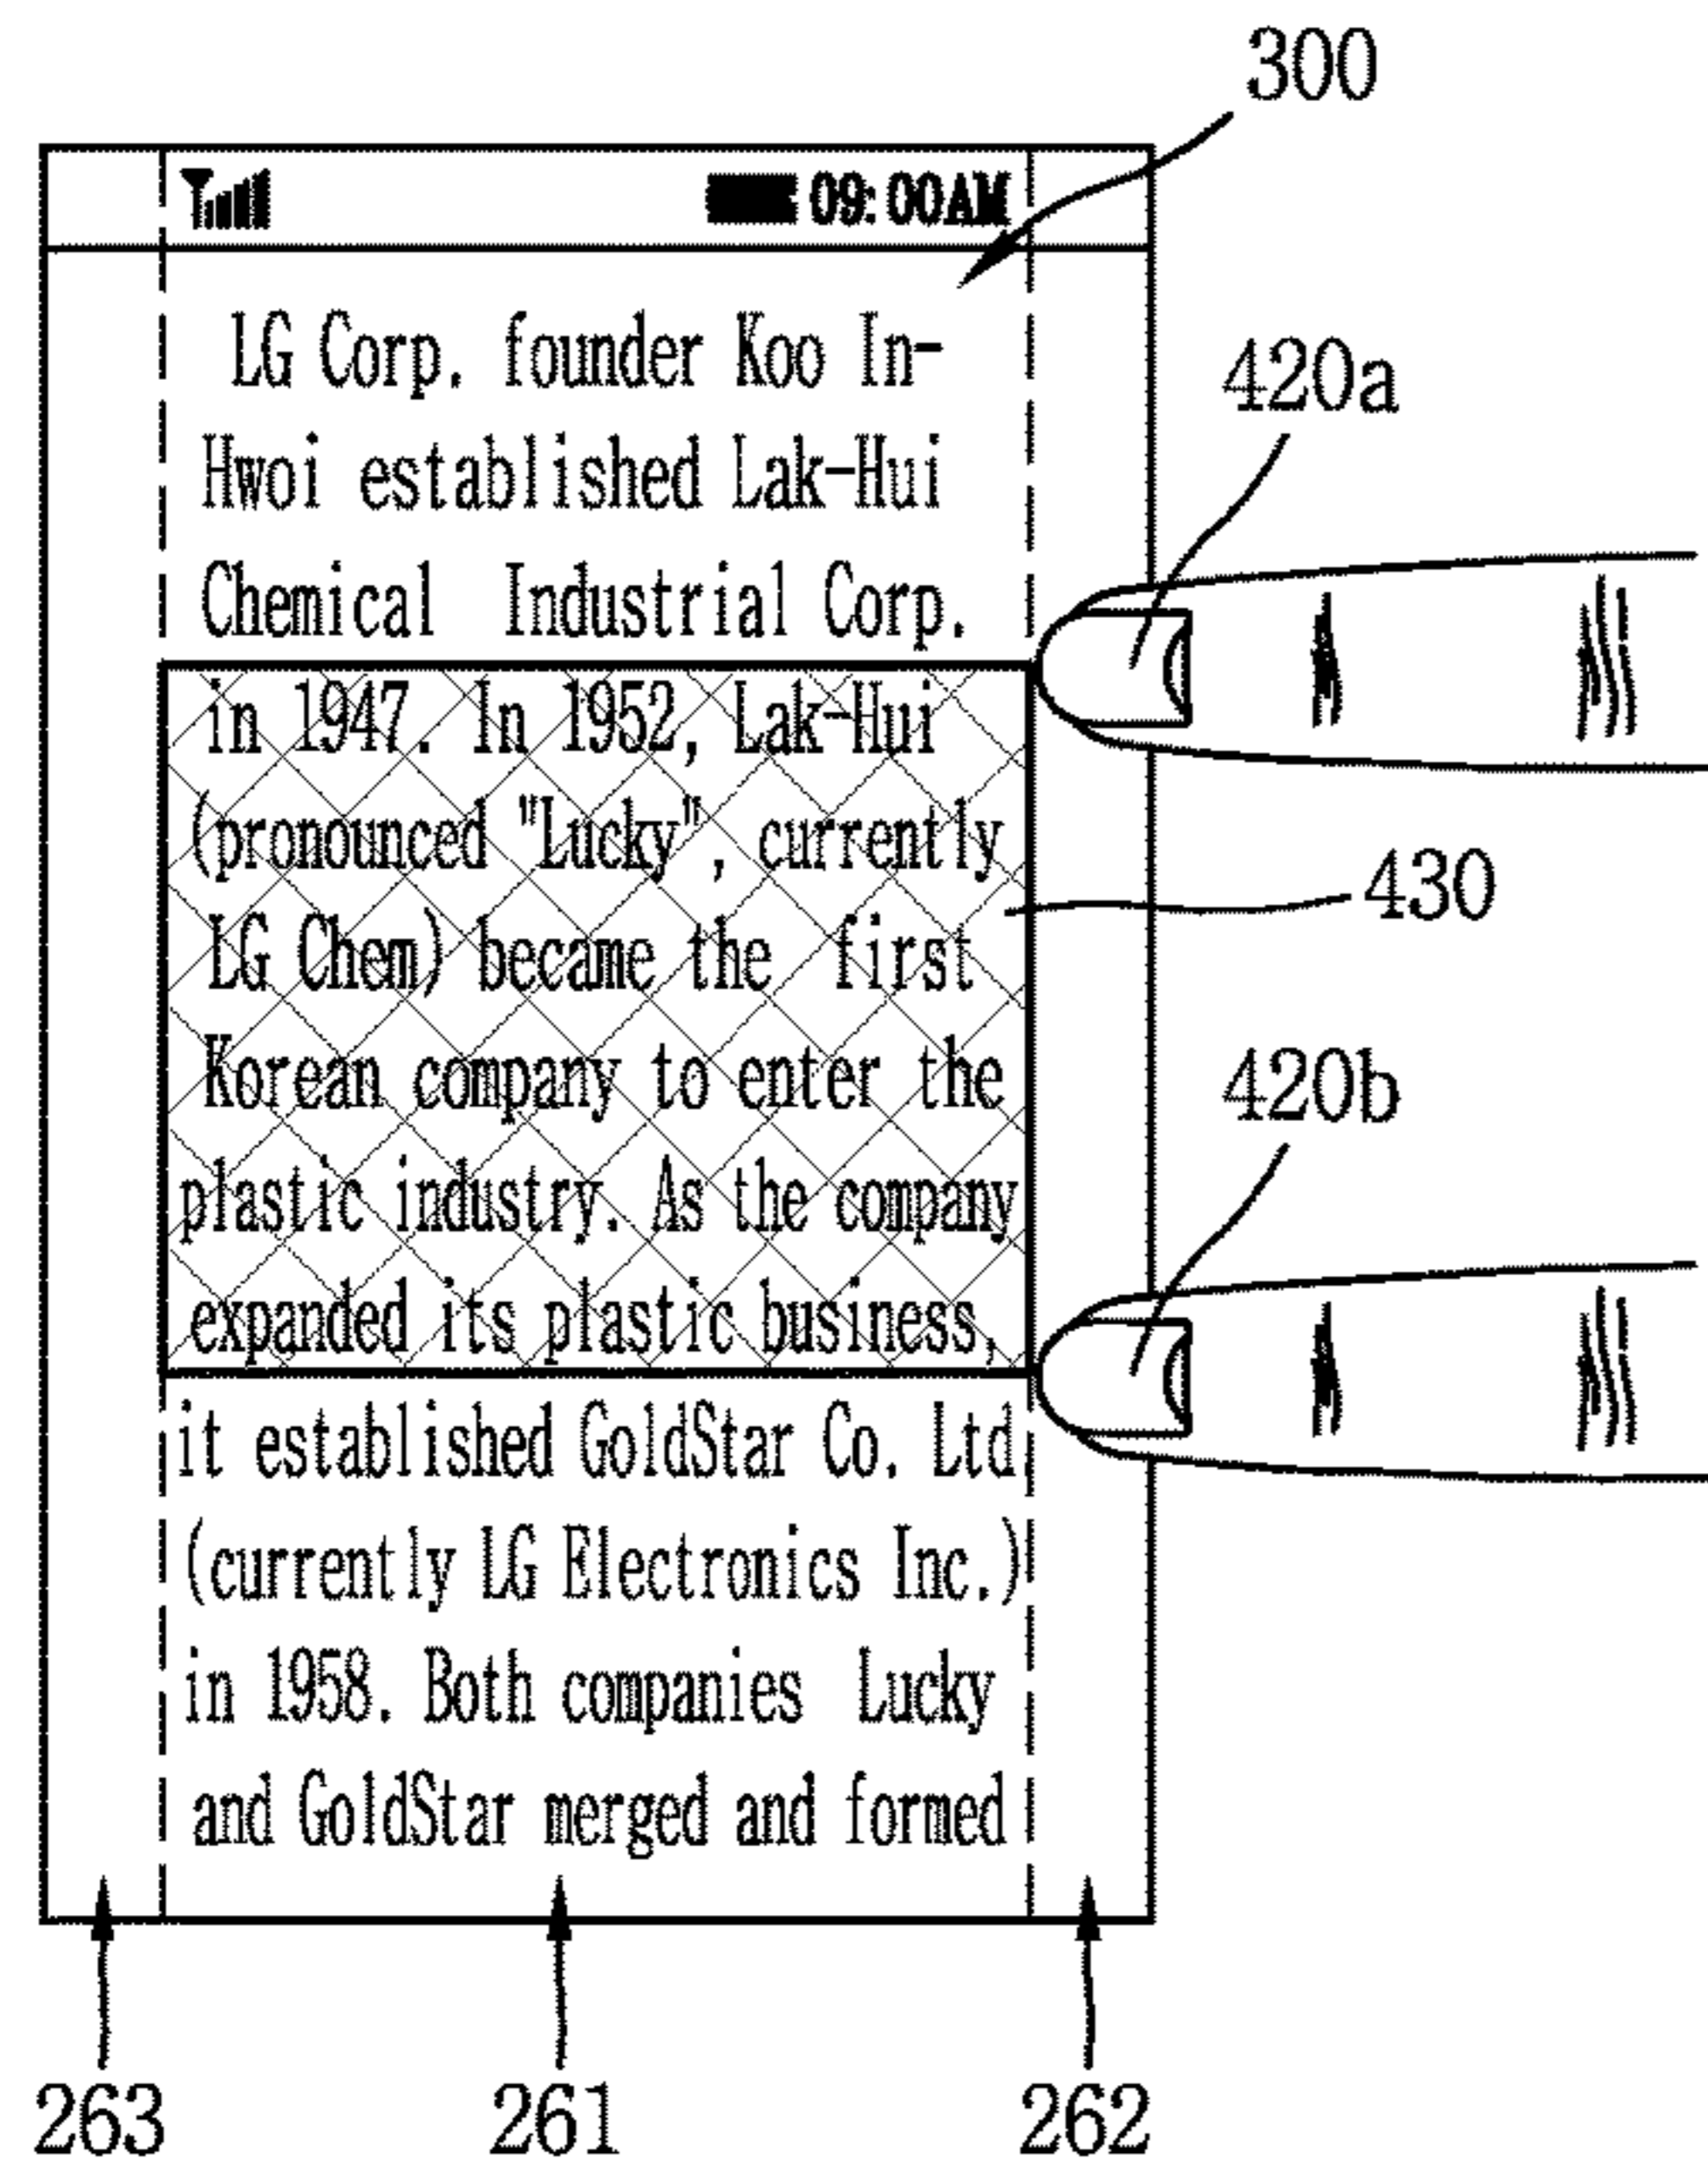 300
09:00AM
LG Corp. founder Koo In-
420a
Hwoi established Lak-Hui
Chemical Industrial Corp.
in 1947. In 1952, Lak-Hui
(pronounced "Lucky", currently
430
LG Chem) became the first
Korean company to enter the
420b
plastic industry. As the company
expanded its plastic business,
it established GoldStar Co. Ltd
(currently LG Electronics Inc.)
in 1958. Both companies Lucky
and GoldStar merged and formed
263 261 262